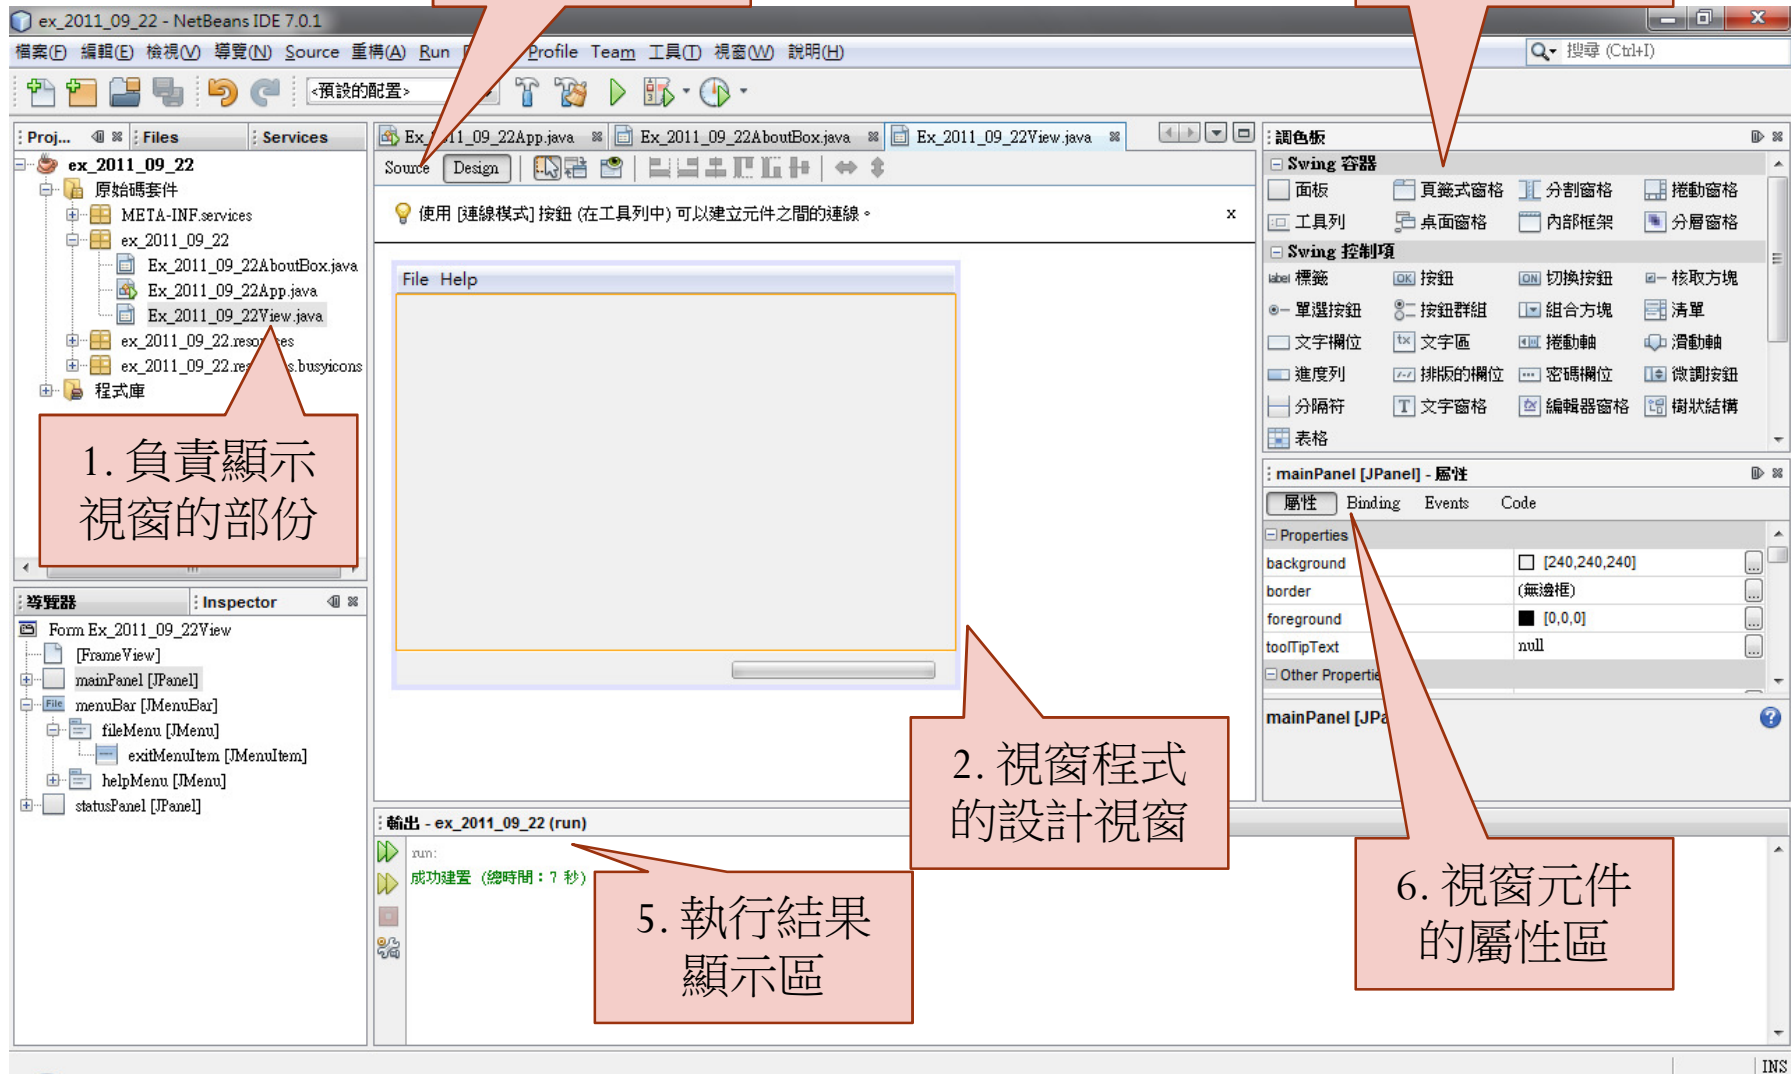 ex_2011_09_22 - NetBeans IDE 7.0.1
檔案(F) 編輯(E) 檢視(V) 導覽(N) Source 重構(A) Run Profile Team 工具(T) 視窗(W) 說明(H)
搜尋 (Ctrl+I)
<預設的配置>
Proj... Files Services
Ex_2011_09_22App.java Ex_2011_09_22AboutBox.java Ex_2011_09_22View.java
調色板
ex_2011_09_22
原始碼套件
META-INF.services
ex_2011_09_22
Ex_2011_09_22AboutBox.java
Ex_2011_09_22App.java
Ex_2011_09_22View.java
ex_2011_09_22.resources
ex_2011_09_22.resources.busyicons
程式庫
Source Design
使用 [連線模式] 按鈕 (在工具列中) 可以建立元件之間的連線。 x
File Help
Swing 容器
面板 頁籤式窗格 分割窗格 捲動窗格
工具列 桌面窗格 內部框架 分層窗格
Swing 控制項
label 標籤 OK 按鈕 ON 切換按鈕 核取方塊
單選按鈕 按鈕群組 組合方塊 清單
文字欄位 文字區 捲動軸 滑動軸
進度列 排版的欄位 密碼欄位 微調按鈕
分隔符 T 文字窗格 編輯器窗格 樹狀結構
表格
1. 負責顯示
視窗的部份
mainPanel [JPanel] - 屬性
屬性 Binding Events Code
Properties
background [240,240,240] ...
border (無邊框) ...
foreground [0,0,0] ...
toolTipText null ...
Other Properties
mainPanel [JPa
導覽器 Inspector
Form Ex_2011_09_22View
[FrameView]
mainPanel [JPanel]
File menuBar [JMenuBar]
fileMenu [JMenu]
exitMenuItem [JMenuItem]
helpMenu [JMenu]
statusPanel [JPanel]
2. 視窗程式
的設計視窗
輸出 - ex_2011_09_22 (run)
run:
成功建置 (總時間：7 秒)
5. 執行結果
顯示區
6. 視窗元件
的屬性區
INS